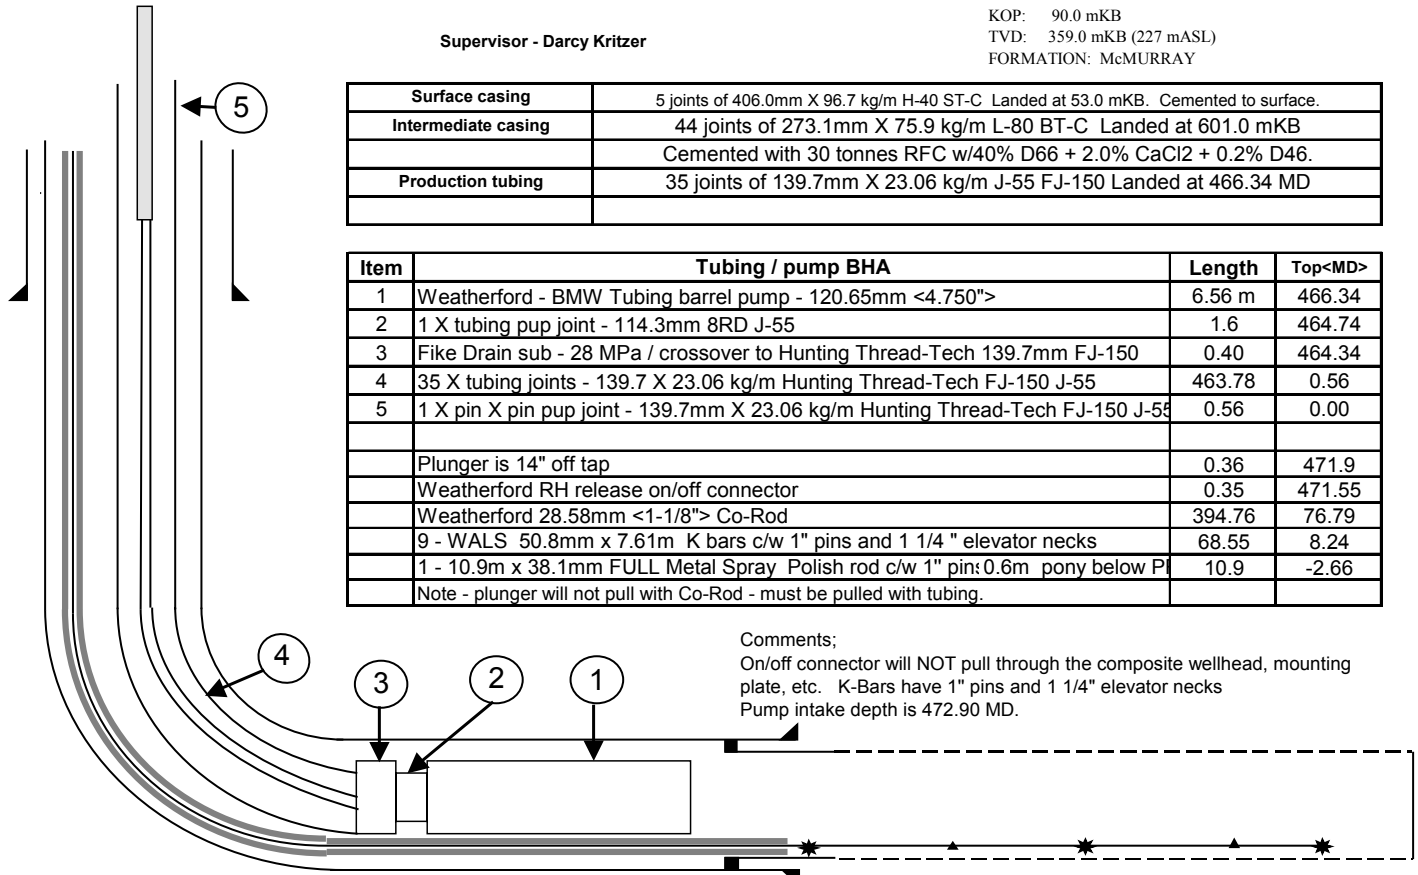 KOP: 90.0 mKB
Supervisor - Darcy Kritzer
TVD: 359.0 mKB (227 mASL)
FORMATION: McMURRAY
Surface casing 5 joints of 406.0mm X 96.7 kg/m H-40 ST-C Landed at 53.0 mKB. Cemented to surface.
Intermediate casing 44 joints of 273.1mm X 75.9 kg/m L-80 BT-C Landed at 601.0 mKB
Cemented with 30 tonnes RFC w/40% D66 + 2.0% CaCl2 + 0.2% D46.
Production tubing 35 joints of 139.7mm X 23.06 kg/m J-55 FJ-150 Landed at 466.34 MD
5
Item Tubing / pump BHA Length Top<MD>
1 Weatherford - BMW Tubing barrel pump - 120.65mm <4.750"> 6.56 m 466.34
2 1 X tubing pup joint - 114.3mm 8RD J-55 1.6 464.74
3 Fike Drain sub - 28 MPa / crossover to Hunting Thread-Tech 139.7mm FJ-150 0.40 464.34
4 35 X tubing joints - 139.7 X 23.06 kg/m Hunting Thread-Tech FJ-150 J-55 463.78 0.56
5 1 X pin X pin pup joint - 139.7mm X 23.06 kg/m Hunting Thread-Tech FJ-150 J-55 0.56 0.00
Plunger is 14" off tap 0.36 471.9
Weatherford RH release on/off connector 0.35 471.55
Weatherford 28.58mm <1-1/8"> Co-Rod 394.76 76.79
9 - WALS 50.8mm x 7.61m K bars c/w 1" pins and 1 1/4 " elevator necks 68.55 8.24
1 - 10.9m x 38.1mm FULL Metal Spray Polish rod c/w 1" pins 0.6m pony below 10.9 -2.66
Note - plunger will not pull with Co-Rod - must be pulled with tubing.
Comments;
On/off connector will NOT pull through the composite wellhead, mounting
plate, etc. K-Bars have 1" pins and 1 1/4" elevator necks
Pump intake depth is 472.90 MD.
4
3
2
1